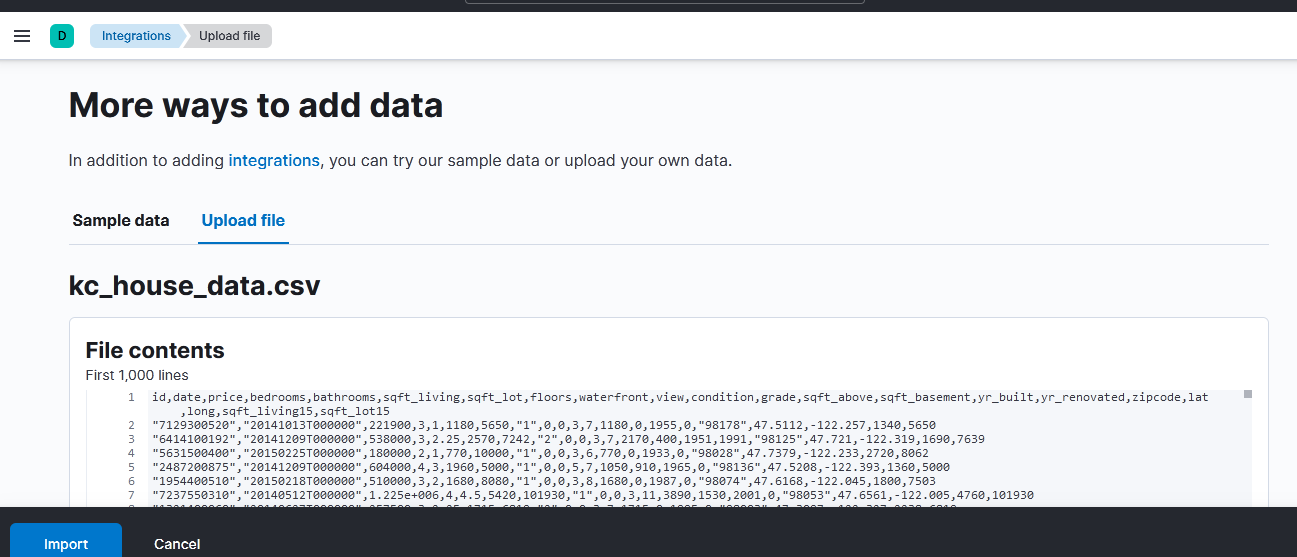 D Integrations Upload file
More ways to add data
In addition to adding integrations, you can try our sample data or upload your own data.
Sample data Upload file
kc_house_data.csv
File contents
First 1,000 lines
1 id,date,price,bedrooms,bathrooms,sqft_living,sqft_lot,floors,waterfront,view,condition,grade,sqft_above,sqft_basement,yr_built,yr_renovated,zipcode,lat
,long,sqft_living15,sqft_lot15
2 "7129300520","20141013T000000",221900,3,1,1180,5650,"1",0,0,3,7,1180,0,1955,0,"98178",47.5112,-122.257,1340,5650
3 "6414100192","20141209T000000",538000,3,2.25,2570,7242,"2",0,0,3,7,2170,400,1951,1991,"98125",47.721,-122.319,1690,7639
4 "5631500400","20150225T000000",180000,2,1,770,10000,"1",0,0,3,6,770,0,1933,0,"98028",47.7379,-122.233,2720,8062
5 "2487200875","20141209T000000",604000,4,3,1960,5000,"1",0,0,5,7,1050,910,1965,0,"98136",47.5208,-122.393,1360,5000
6 "1954400510","20150218T000000",510000,3,2,1680,8080,"1",0,0,3,8,1680,0,1987,0,"98074",47.6168,-122.045,1800,7503
7 "7237550310","20140512T000000",1.225e+006,4,4.5,5420,101930,"1",0,0,3,11,3890,1530,2001,0,"98053",47.6561,-122.005,4760,101930
Import Cancel